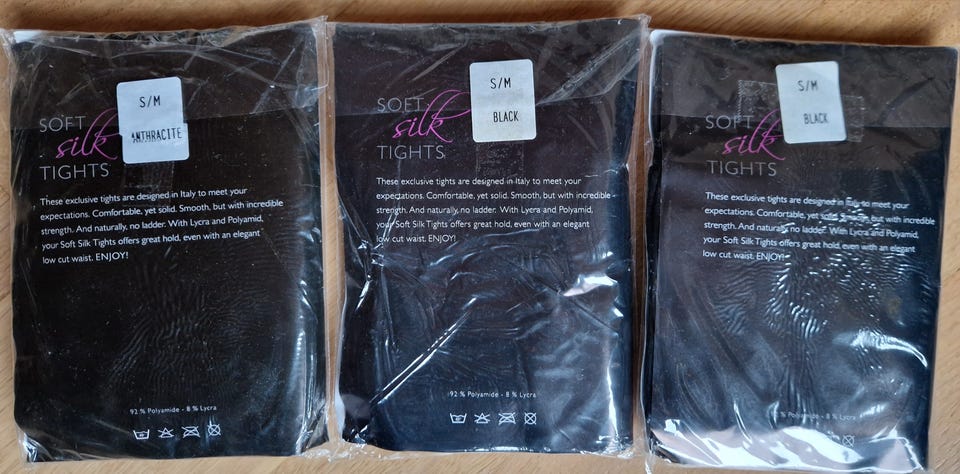 S/M
ANTHRACITE
SOFT
silk
TIGHTS
These exclusive tights are designed in Italy to meet your
expectations. Comfortable, yet solid. Smooth, but with incredible
strength. And naturally, no ladder. With Lycra and Polyamid,
your Soft Silk Tights offers great hold, even with an elegant
low cut waist. ENJOY!
92 % Polyamide - 8 % Lycra
S/M
BLACK
SOFT
silk
TIGHTS
These exclusive tights are designed in Italy to meet your
expectations. Comfortable, yet solid. Smooth, but with incredible
strength. And naturally, no ladder. With Lycra and Polyamid,
your Soft Silk Tights offers great hold, even with an elegant
low cut waist. ENJOY!
92 % Polyamide - 8 % Lycra
S/M
BLACK
SOFT
silk
TIGHTS
These exclusive tights are designed in Italy to meet your
expectations. Comfortable, yet solid. Smooth, but with incredible
strength. And naturally, no ladder. With Lycra and Polyamid,
your Soft Silk Tights offers great hold, even with an elegant
low cut waist. ENJOY!
92 % Polyamide - 8 % Lycra